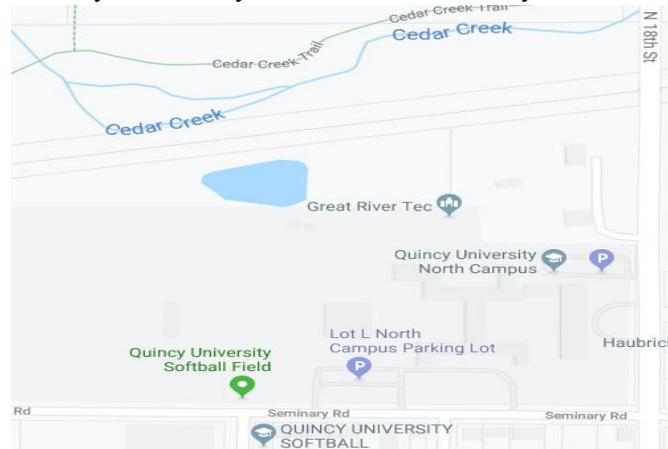 Cedar Creek Trail
Cedar Creek
N 18th St
Cedar Creek Trail
Cedar Creek
Great River Tec
Quincy University
North Campus
P
Lot L North
Campus Parking Lot
P
Quincy University
Softball Field
Rd
Seminary Rd
Seminary Rd
QUINCY UNIVERSITY
SOFTBALL